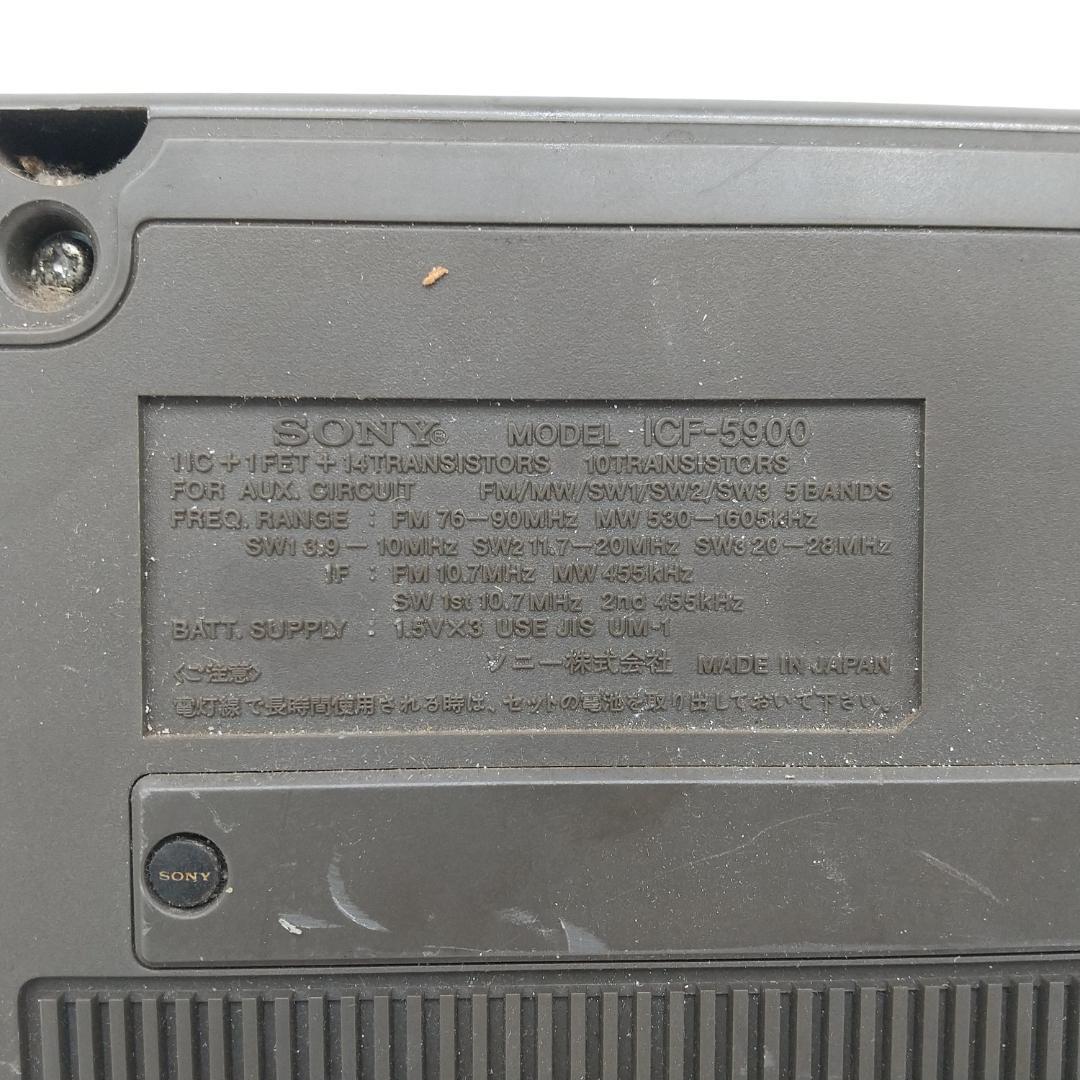 SONY® MODEL ICF-5900
1IC+1FET+14TRANSISTORS 10TRANSISTORS
FOR AUX. CIRCUIT FM/MW/SW1/SW2/SW3 5BANDS
FREQ. RANGE : FM 76—90MHz MW 530—1605kHz
SW1 3.9— 10MHz SW2 11.7—20MHz SW3 20—28MHz
IF : FM 10.7MHz MW 455kHz
SW 1st 10.7MHz 2nd 455kHz
BATT. SUPPLY : 1.5V×3 USE JIS UM-1
ソニー株式会社 MADE IN JAPAN
〈ご注意〉
電灯線で長時間使用される時は、セットの電池を取り出しておいて下さい。
SONY